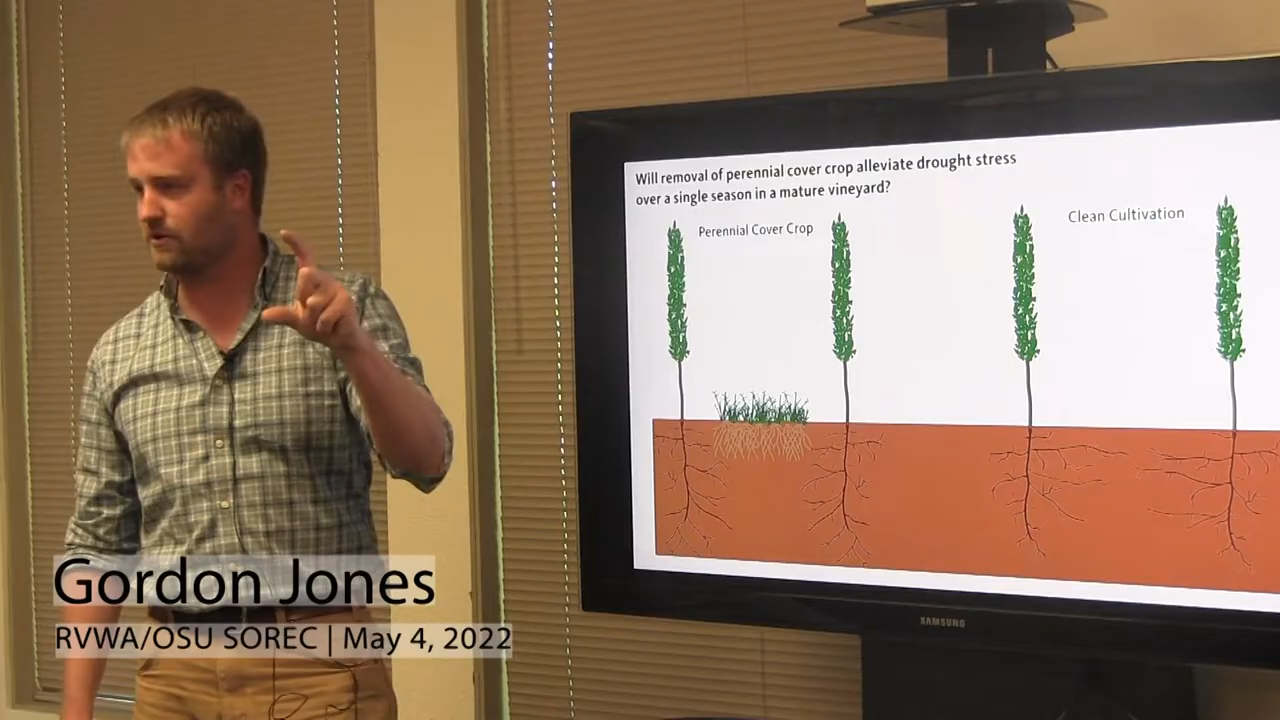 Will removal of perennial cover crop alleviate drought stress
over a single season in a mature vineyard?
Perennial Cover Crop
Clean Cultivation
SAMSUNG
Gordon Jones
RVWA/OSU SOREC | May 4, 2022